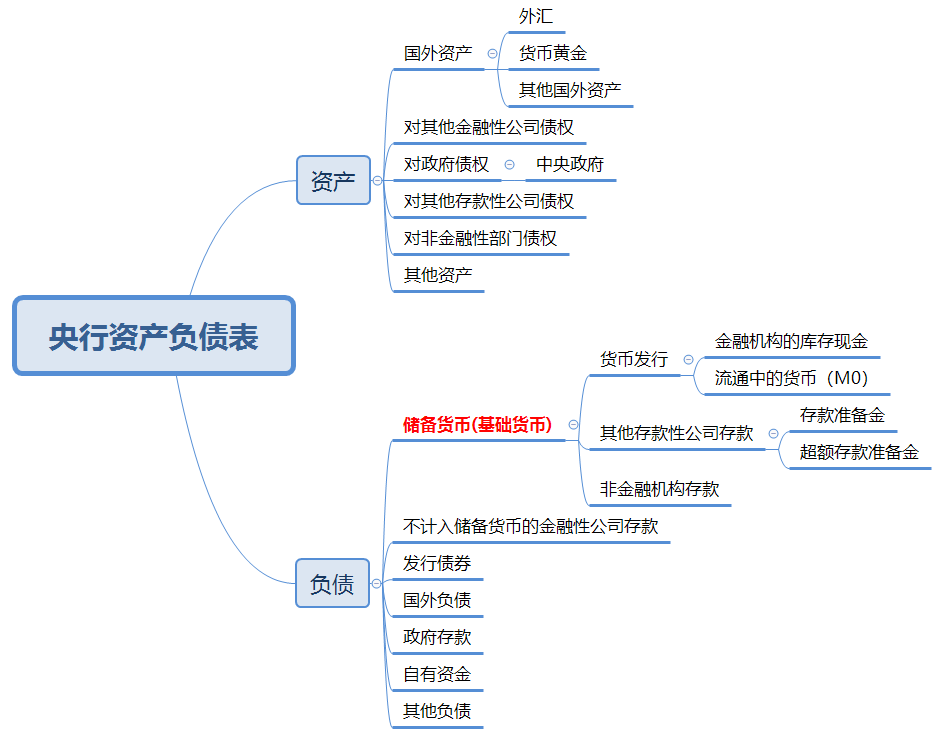 央行资产负债表
资产
国外资产
外汇
货币黄金
其他国外资产
对其他金融性公司债权
对政府债权
中央政府
对其他存款性公司债权
对非金融性部门债权
其他资产
负债
储备货币(基础货币)
货币发行
金融机构的库存现金
流通中的货币（M0）
其他存款性公司存款
存款准备金
超额存款准备金
非金融机构存款
不计入储备货币的金融性公司存款
发行债券
国外负债
政府存款
自有资金
其他负债